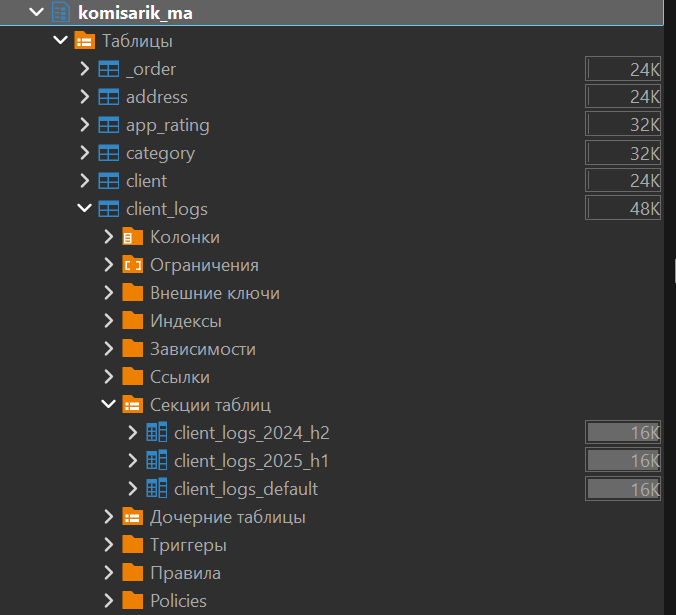 komisarik_ma
Таблицы
_order 24K
address 24K
app_rating 32K
category 32K
client 24K
client_logs 48K
Колонки
Ограничения
Внешние ключи
Индексы
Зависимости
Ссылки
Секции таблиц
client_logs_2024_h2 16K
client_logs_2025_h1 16K
client_logs_default 16K
Дочерние таблицы
Триггеры
Правила
Policies